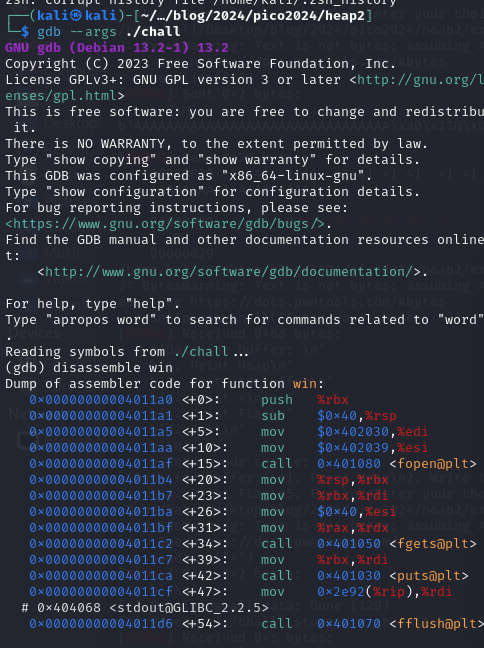 zsh: corrupt history file /home/kali/.zsh_history
┌──(kali㉿kali)-[~/…/blog/2024/pico2024/heap2]
└─$ gdb --args ./chall
GNU gdb (Debian 13.2-1) 13.2
Copyright (C) 2023 Free Software Foundation, Inc.
License GPLv3+: GNU GPL version 3 or later <http://gnu.org/l
enses/gpl.html>
This is free software: you are free to change and redistribu
 it.
There is NO WARRANTY, to the extent permitted by law.
Type "show copying" and "show warranty" for details.
This GDB was configured as "x86_64-linux-gnu".
Type "show configuration" for configuration details.
For bug reporting instructions, please see:
<https://www.gnu.org/software/gdb/bugs/>.
Find the GDB manual and other documentation resources online
t:
    <http://www.gnu.org/software/gdb/documentation/>.
For help, type "help".
Type "apropos word" to search for commands related to "word"
.
Reading symbols from ./chall...
(gdb) disassemble win
Dump of assembler code for function win:
   0x00000000004011a0 <+0>:     push   %rbx
   0x00000000004011a1 <+1>:     sub    $0x40,%rsp
   0x00000000004011a5 <+5>:     mov    $0x402030,%edi
   0x00000000004011aa <+10>:    mov    $0x402039,%esi
   0x00000000004011af <+15>:    call   0x401080 <fopen@plt>
   0x00000000004011b4 <+20>:    mov    %rsp,%rbx
   0x00000000004011b7 <+23>:    mov    %rbx,%rdi
   0x00000000004011ba <+26>:    mov    $0x40,%esi
   0x00000000004011bf <+31>:    mov    %rax,%rdx
   0x00000000004011c2 <+34>:    call   0x401050 <fgets@plt>
   0x00000000004011c7 <+39>:    mov    %rbx,%rdi
   0x00000000004011ca <+42>:    call   0x401030 <puts@plt>
   0x00000000004011cf <+47>:    mov    0x2e92(%rip),%rdi
  # 0x404068 <stdout@GLIBC_2.2.5>
   0x00000000004011d6 <+54>:    call   0x401070 <fflush@plt>